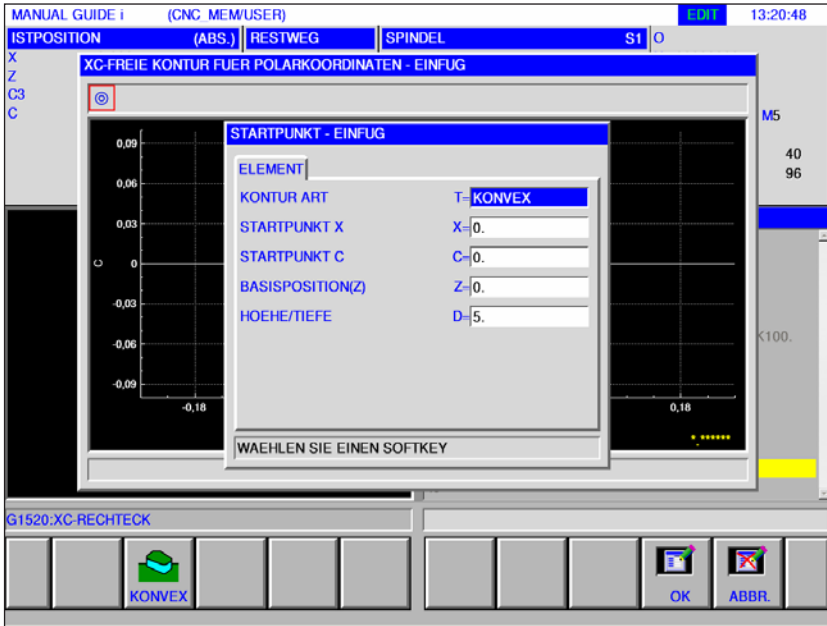 MANUAL GUIDE i (CNC_MEM/USER) EDIT 13:20:48
ISTPOSITION (ABS.) RESTWEG SPINDEL S1 O
X
Z
C3
C
XC-FREIE KONTUR FUER POLARKOORDINATEN - EINFUG
M5
40
96
STARTPUNKT - EINFUG
ELEMENT
KONTUR ART T= KONVEX
STARTPUNKT X X= 0.
STARTPUNKT C C= 0.
BASISPOSITION(Z) Z= 0.
HOEHE/TIEFE D= 5.
WAEHLEN SIE EINEN SOFTKEY
C
0,09
0,06
0,03
0
-0,03
-0,06
-0,09
-0,18 0,18
*.******
K100.
G1520:XC-RECHTECK
KONVEX OK ABBR.